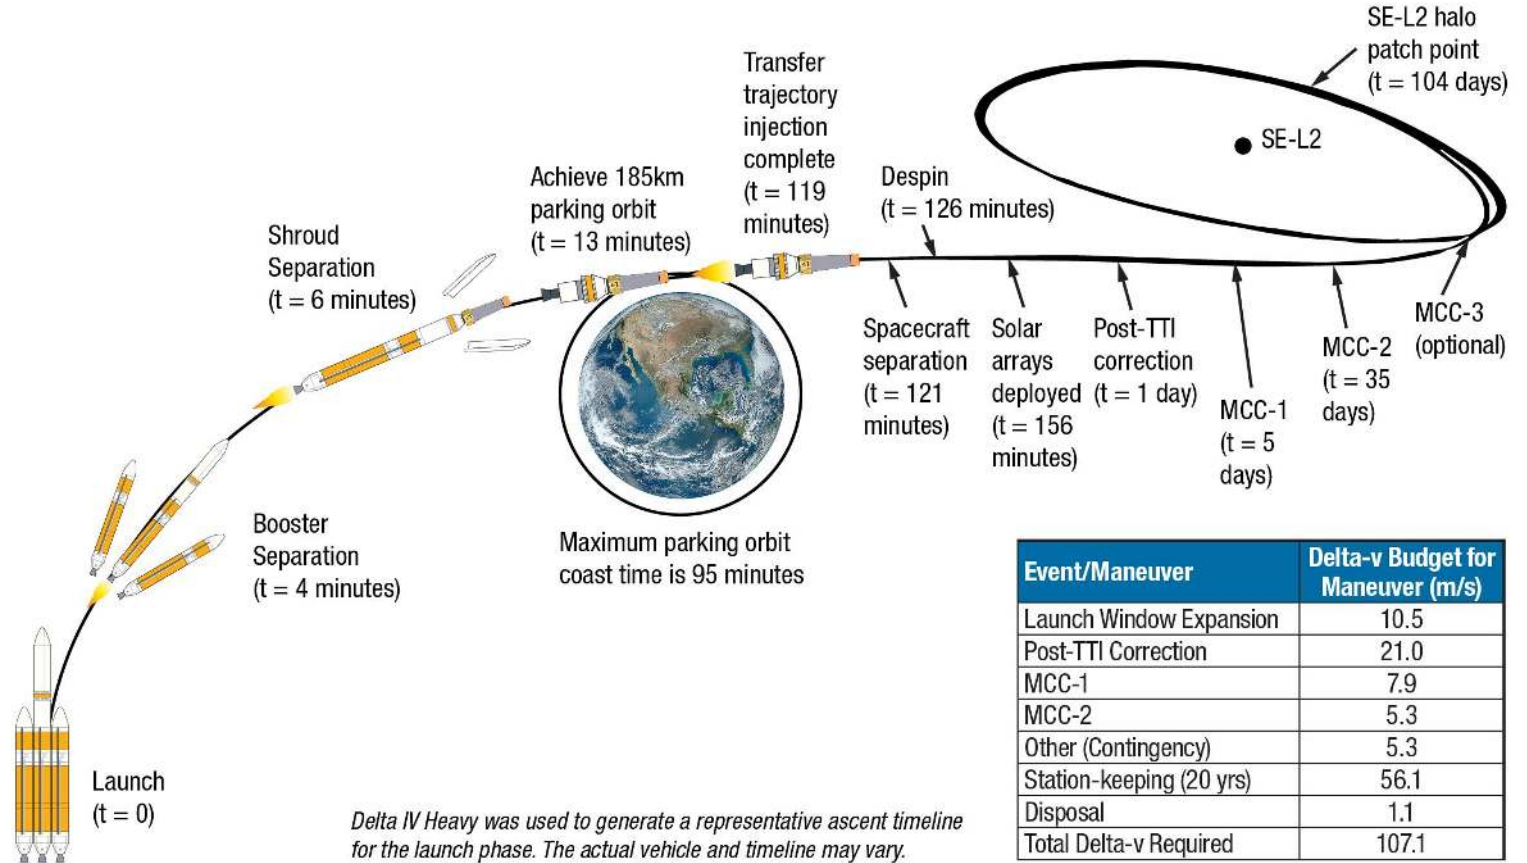 SE-L2 halo
patch point
(t = 104 days)
SE-L2
Transfer
trajectory
injection
complete
(t = 119
minutes)
Despin
(t = 126 minutes)
Achieve 185km
parking orbit
(t = 13 minutes)
Shroud
Separation
(t = 6 minutes)
Spacecraft
separation
(t = 121
minutes)
Solar
arrays
deployed
(t = 156
minutes)
Post-TTI
correction
(t = 1 day)
MCC-1
(t = 5
days)
MCC-2
(t = 35
days)
MCC-3
(optional)
Booster
Separation
(t = 4 minutes)
Maximum parking orbit
coast time is 95 minutes
Launch
(t = 0)
Delta IV Heavy was used to generate a representative ascent timeline
for the launch phase. The actual vehicle and timeline may vary.
Event/Maneuver Delta-v Budget for
Maneuver (m/s)
Launch Window Expansion 10.5
Post-TTI Correction 21.0
MCC-1 7.9
MCC-2 5.3
Other (Contingency) 5.3
Station-keeping (20 yrs) 56.1
Disposal 1.1
Total Delta-v Required 107.1